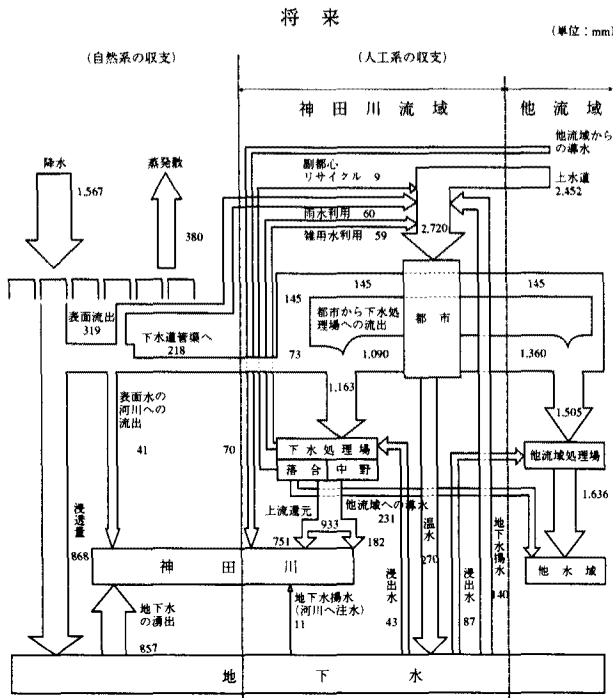 将来
(単位:mm)
(自然系の収支)
(人工系の収支)
神田川流域
他流域
降水
1,567
蒸発散
380
副都心
リサイクル 9
他流域から
の導水
上水道
2,452
雨水利用 60
雑用水利用 59
2,720
表面流出
319
下水道管渠へ
218
145
145
145
都市から下水処
理場への流出
都市
73
1,090
1,360
1,163
1,505
表面水の
河川への
流出
41
70
下水処理場
落合 中野
他流域処理場
上流還元
933
他流域への導水
231
751
182
1,636
浸透量
868
神田川
他水域
地下水
の湧出
857
地下水揚水
(河川へ注水)
11
浸出水
43
温水
270
浸出水
87
地下水揚水
140
地下水